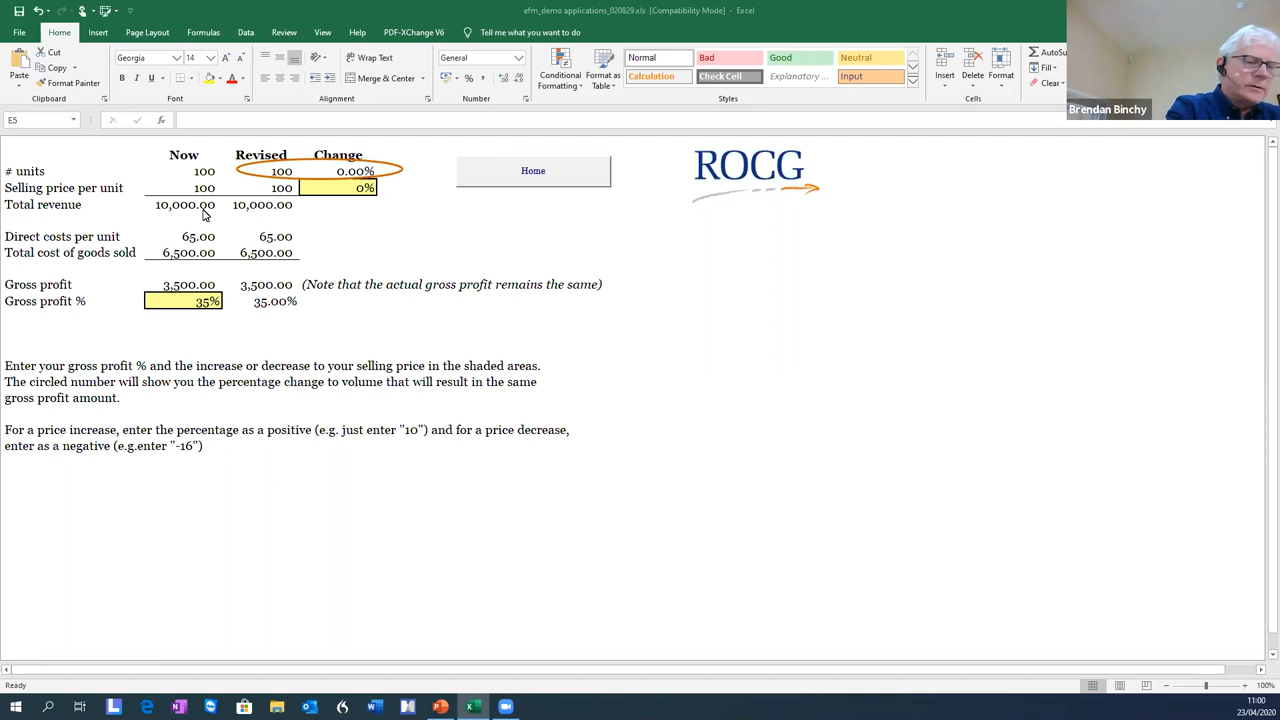 efm_demo applications_020829.xls [Compatibility Mode] - Excel
File Home Insert Page Layout Formulas Data Review View Help PDF-XChange V6 Tell me what you want to do
Paste
Cut
Copy
Format Painter
Clipboard
Georgia 14
B I U
Font
Wrap Text
Merge & Center
Alignment
General
Number
Conditional Formatting
Format as Table
Normal Bad Good Neutral
Calculation Check Cell Explanatory ... Input
Styles
Insert Delete Format
Cells
AutoSu
Fill
Clear
Brendan Binchy
E5
Now Revised Change
# units 100 100 0.00%
Selling price per unit 100 100 0%
Total revenue 10,000.00 10,000.00
Direct costs per unit 65.00 65.00
Total cost of goods sold 6,500.00 6,500.00
Gross profit 3,500.00 3,500.00 (Note that the actual gross profit remains the same)
Gross profit % 35% 35.00%
Home
ROCG
Enter your gross profit % and the increase or decrease to your selling price in the shaded areas.
The circled number will show you the percentage change to volume that will result in the same
gross profit amount.
For a price increase, enter the percentage as a positive (e.g. just enter "10") and for a price decrease,
enter as a negative (e.g.enter "-16")
Ready
100%
11:00
23/04/2020